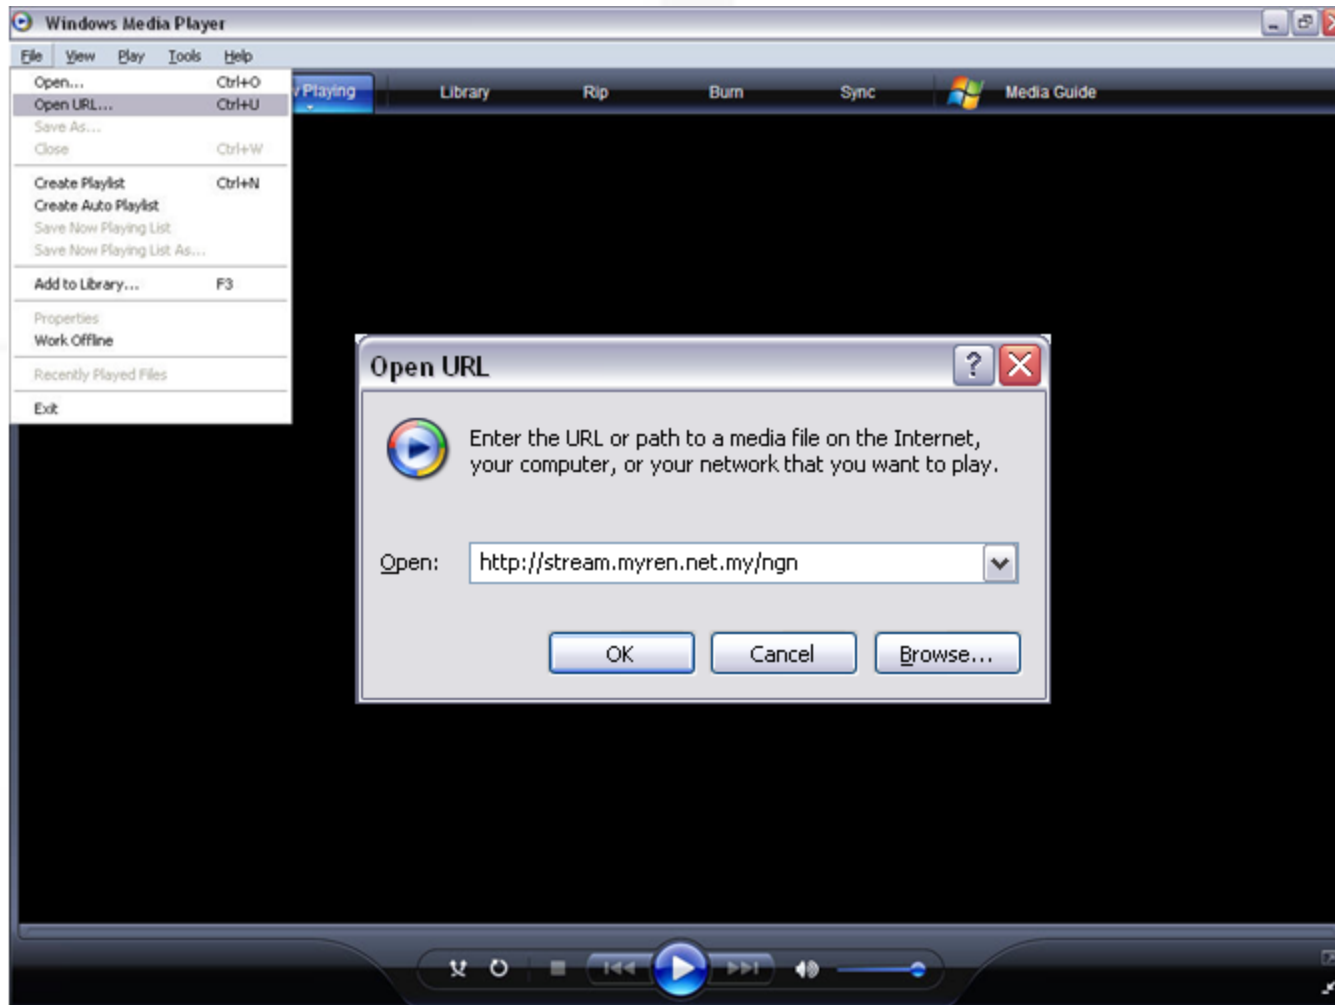 Windows Media Player
File View Play Tools Help
Open... Ctrl+O
Open URL... Ctrl+U
Save As...
Close Ctrl+W
Create Playlist Ctrl+N
Create Auto Playlist
Save Now Playing List
Save Now Playing List As...
Add to Library... F3
Properties
Work Offline
Recently Played Files
Exit
w Playing Library Rip Burn Sync Media Guide
Open URL
Enter the URL or path to a media file on the Internet,
your computer, or your network that you want to play.
Open: http://stream.myren.net.my/ngn
OK Cancel Browse...